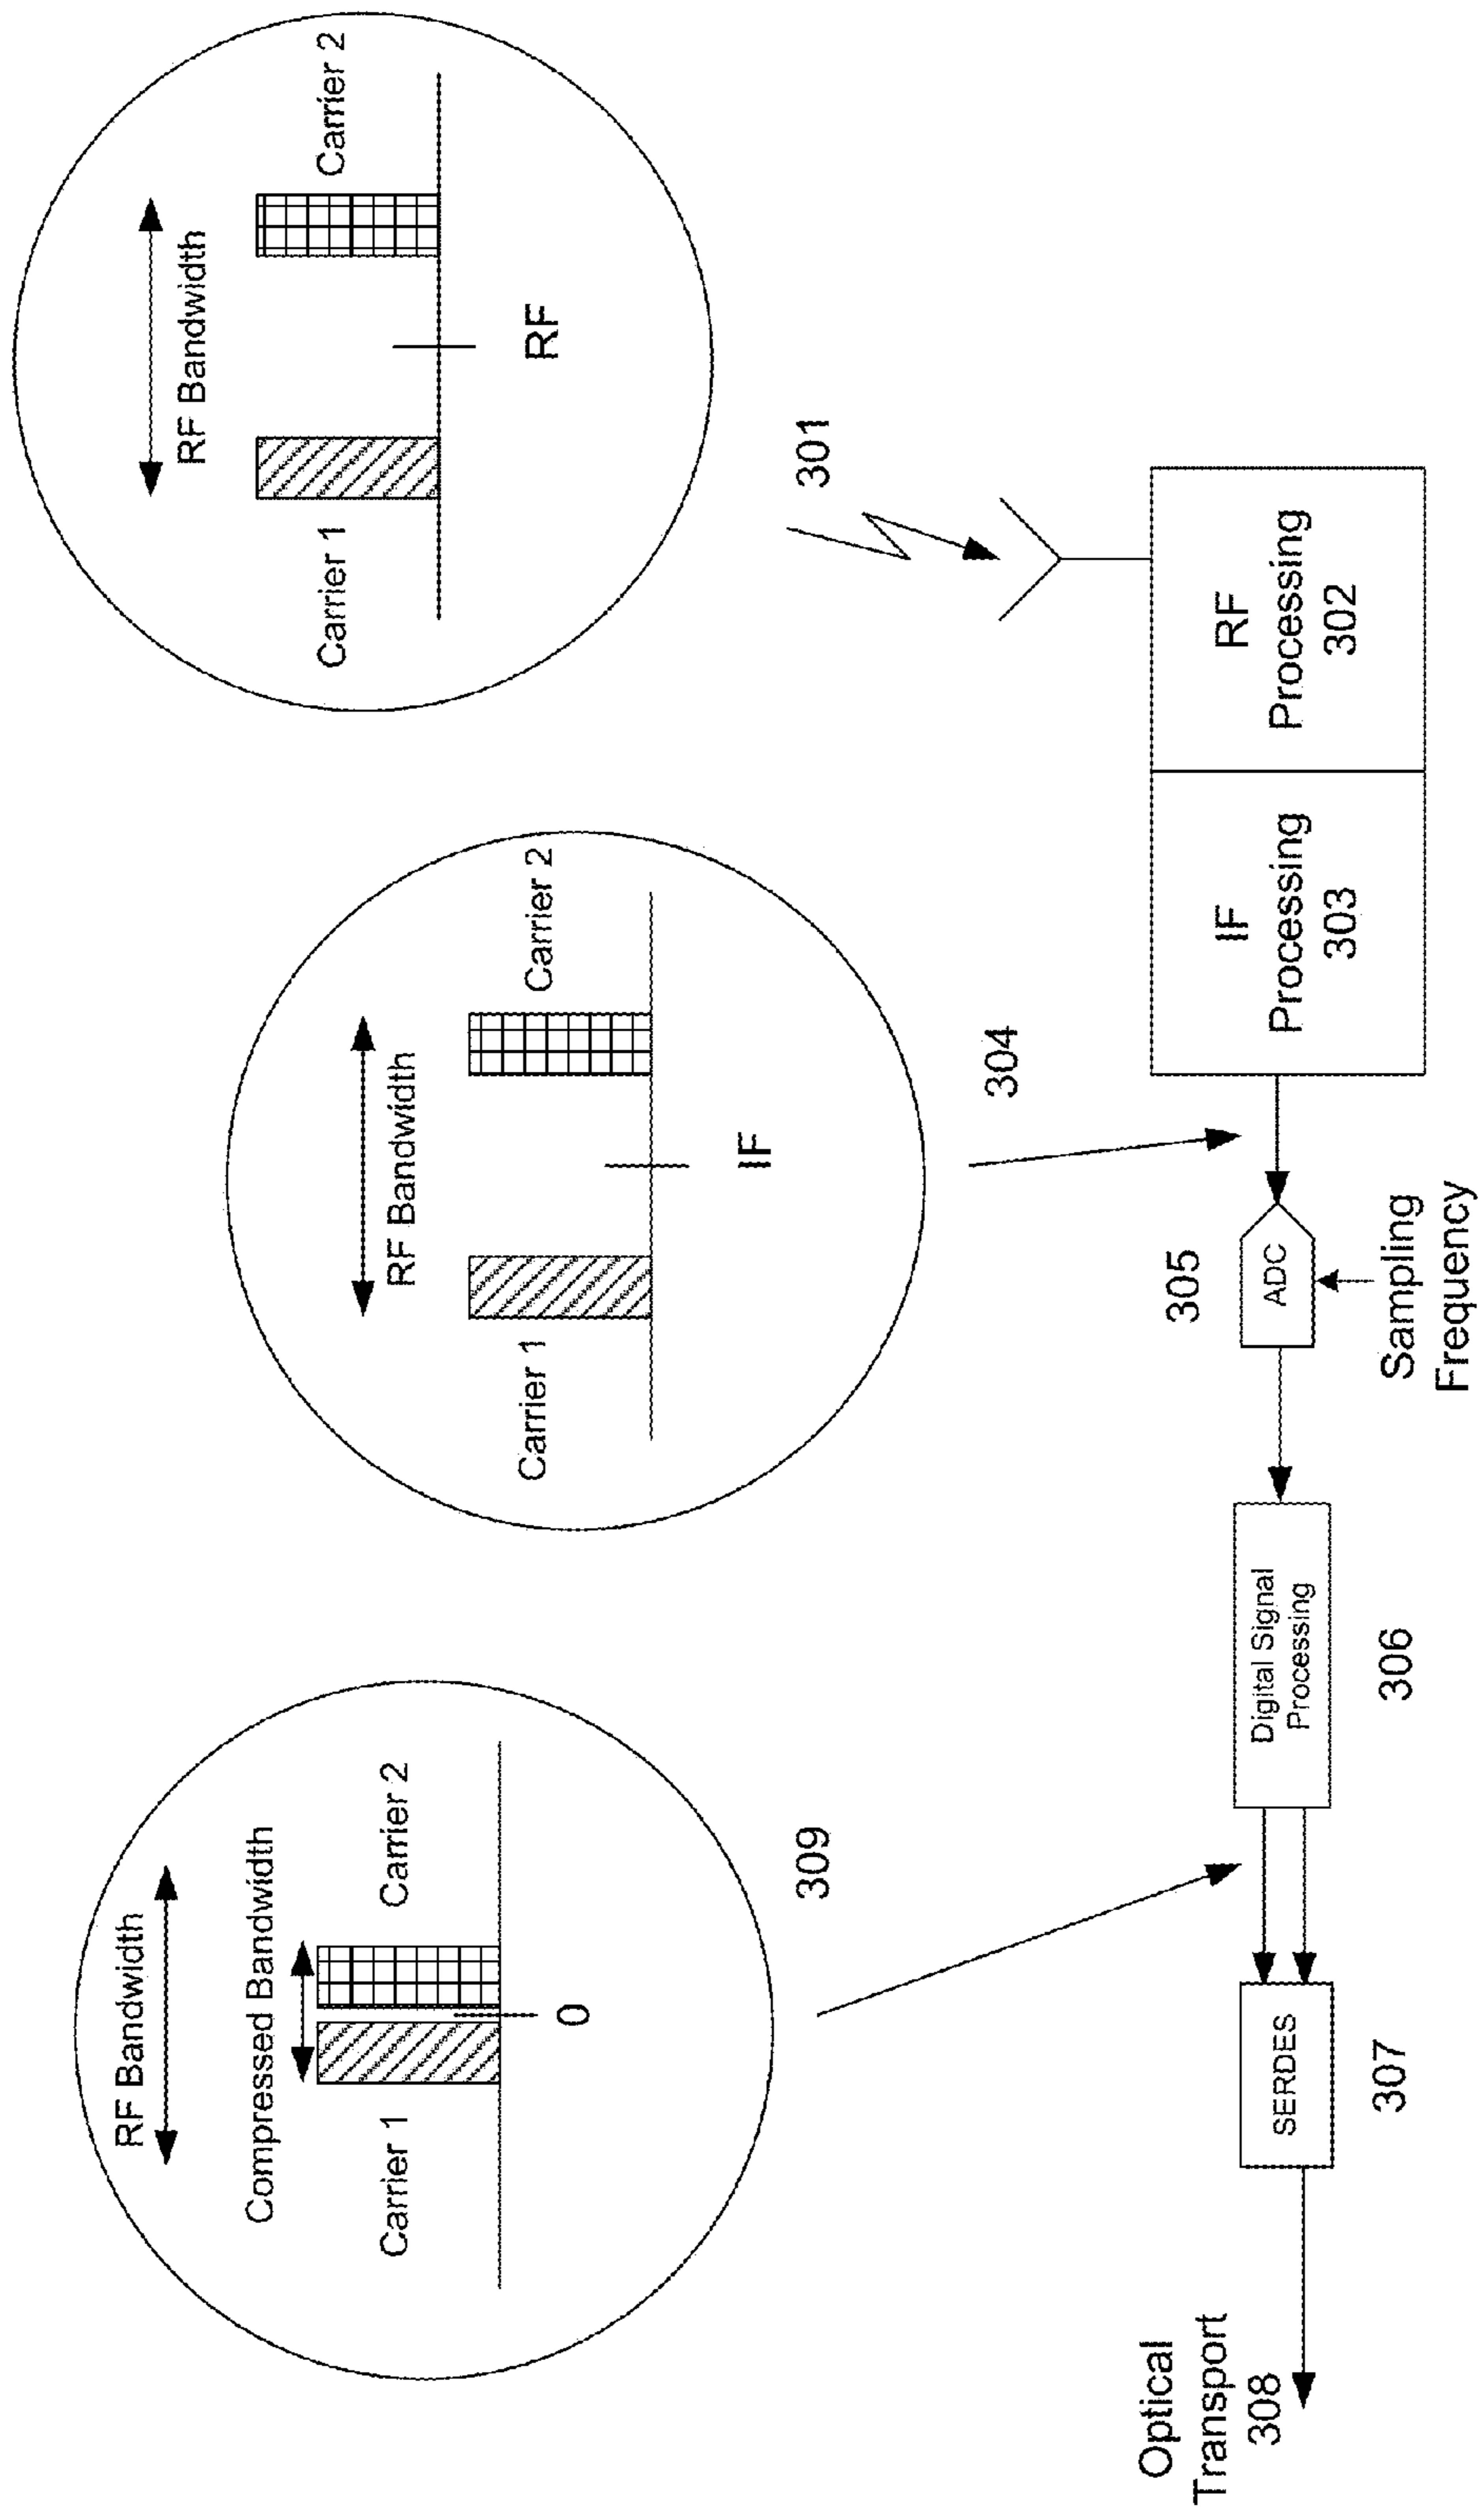 RF Bandwidth
Compressed Bandwidth
Carrier 1
Carrier 2
0
309
RF Bandwidth
Carrier 1
Carrier 2
IF
304
RF Bandwidth
Carrier 1
Carrier 2
RF
301
Optical
Transport
308
SERDES
307
Digital Signal
Processing
306
305
ADC
Sampling
Frequency
IF
Processing
303
RF
Processing
302